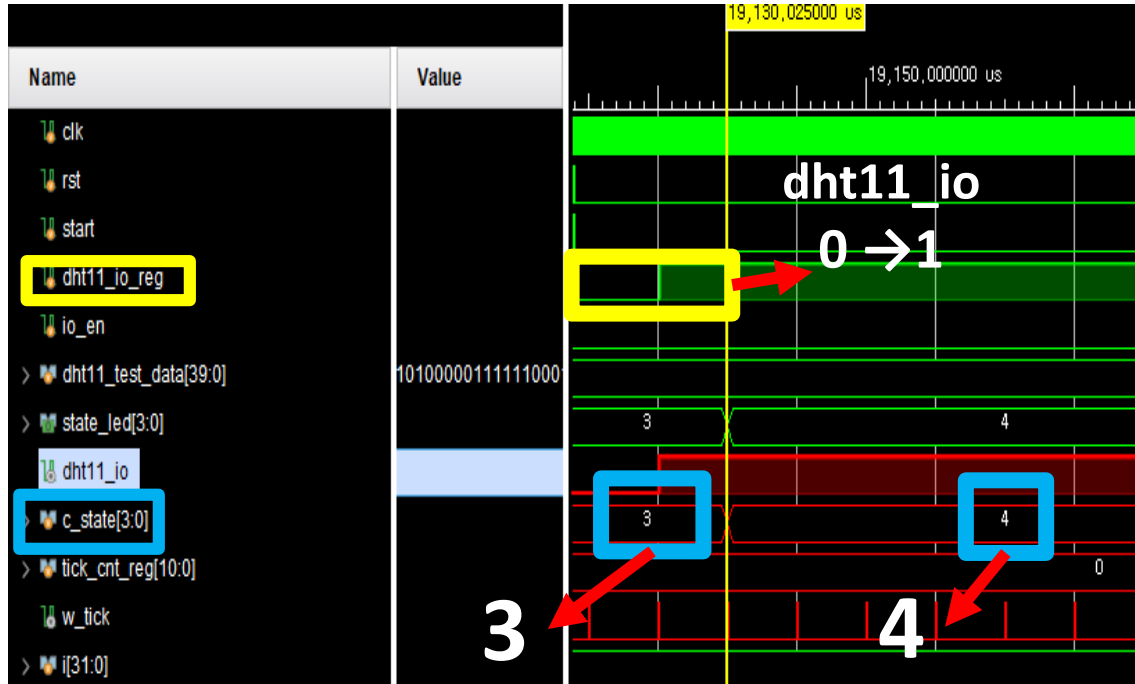 19,130,025000 us
Name
Value
19,150,000000 us
clk
rst
dht11_io
start
0 →1
dht11_io_reg
io_en
dht11_test_data[39:0]
1010000011111110001
state_led[3:0]
3
4
dht11_io
c_state[3:0]
3
4
tick_cnt_reg[10:0]
0
w_tick
3
4
i[31:0]